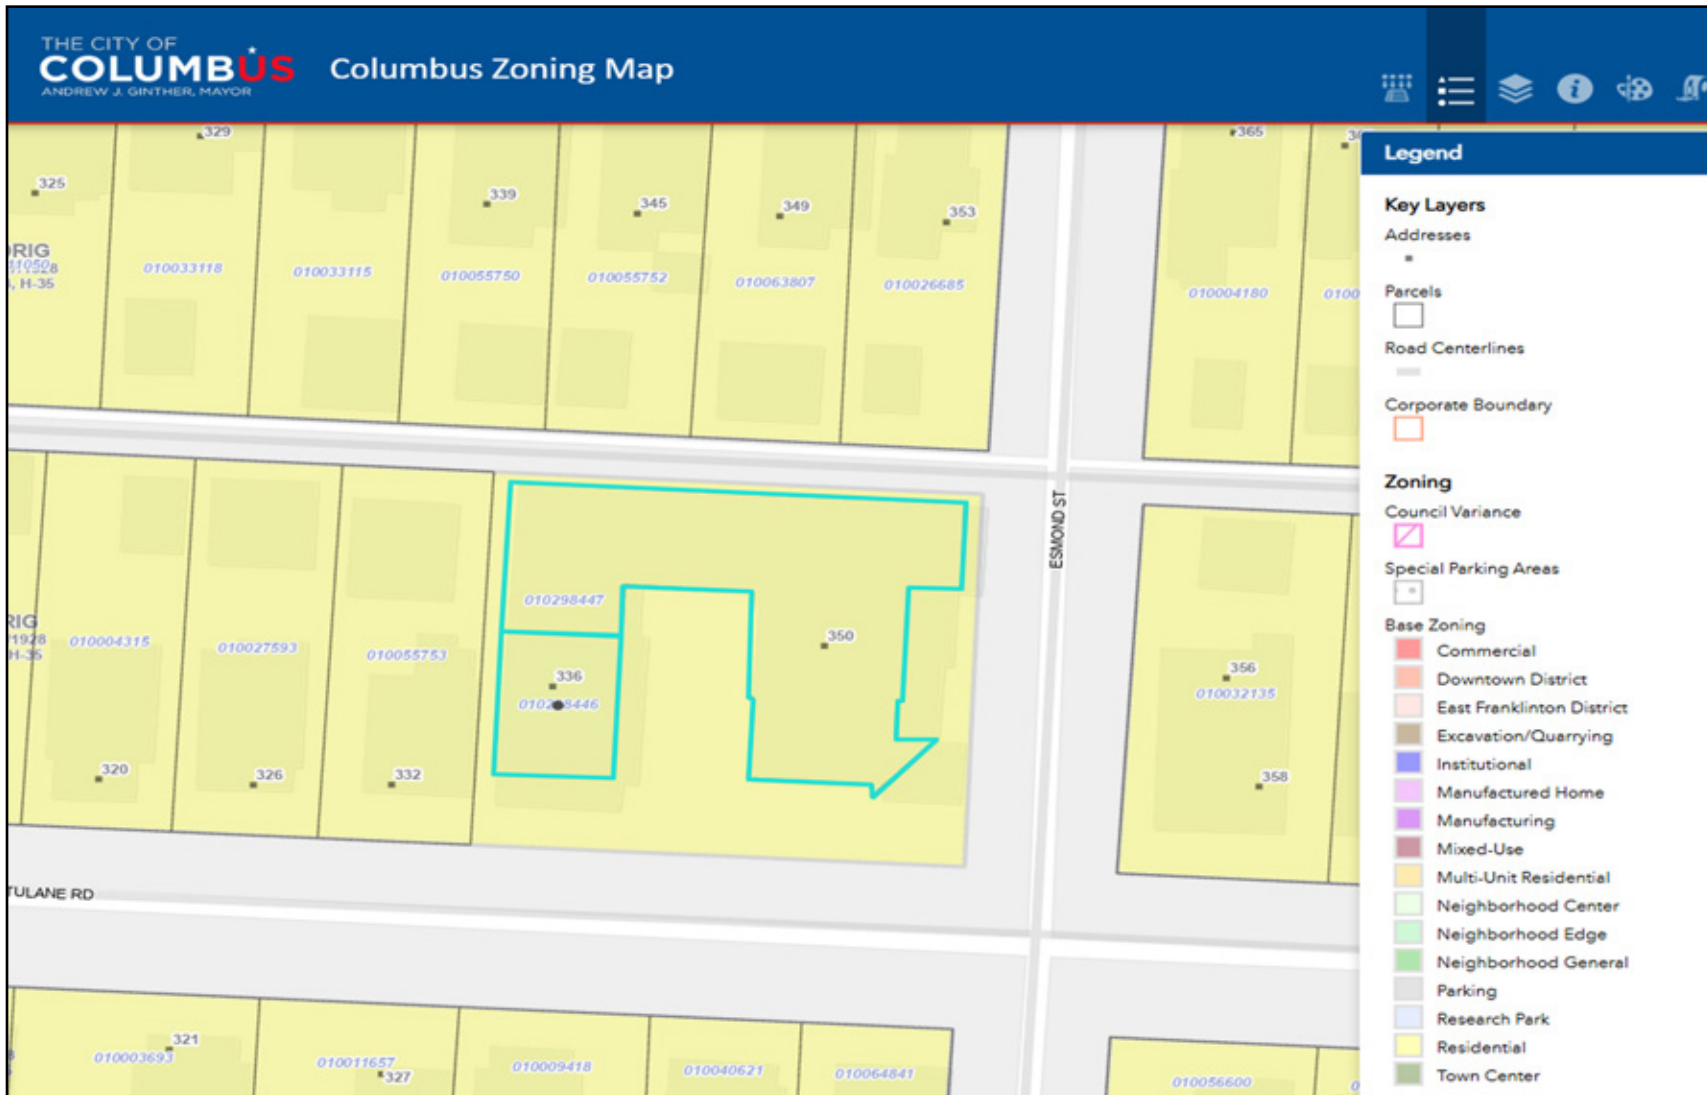 THE CITY OF
COLUMBUS
ANDREW J. GINTHER, MAYOR
Columbus Zoning Map
329
325
339
345
349
353
365
010033118
010033115
010055750
010055752
010063807
010026685
010004180
0100
H-35
Legend
Key Layers
Addresses
Parcels
Road Centerlines
Corporate Boundary
Zoning
Council Variance
Special Parking Areas
Base Zoning
Commercial
Downtown District
East Franklinton District
Excavation/Quarrying
Institutional
Manufactured Home
Manufacturing
Mixed-Use
Multi-Unit Residential
Neighborhood Center
Neighborhood Edge
Neighborhood General
Parking
Research Park
Residential
Town Center
ESMOND ST
010298447
350
010004315
010027593
010055753
336
356
010032135
320
326
332
358
TULANE RD
321
010003693
010011657
327
010009418
010040621
010064841
010056600